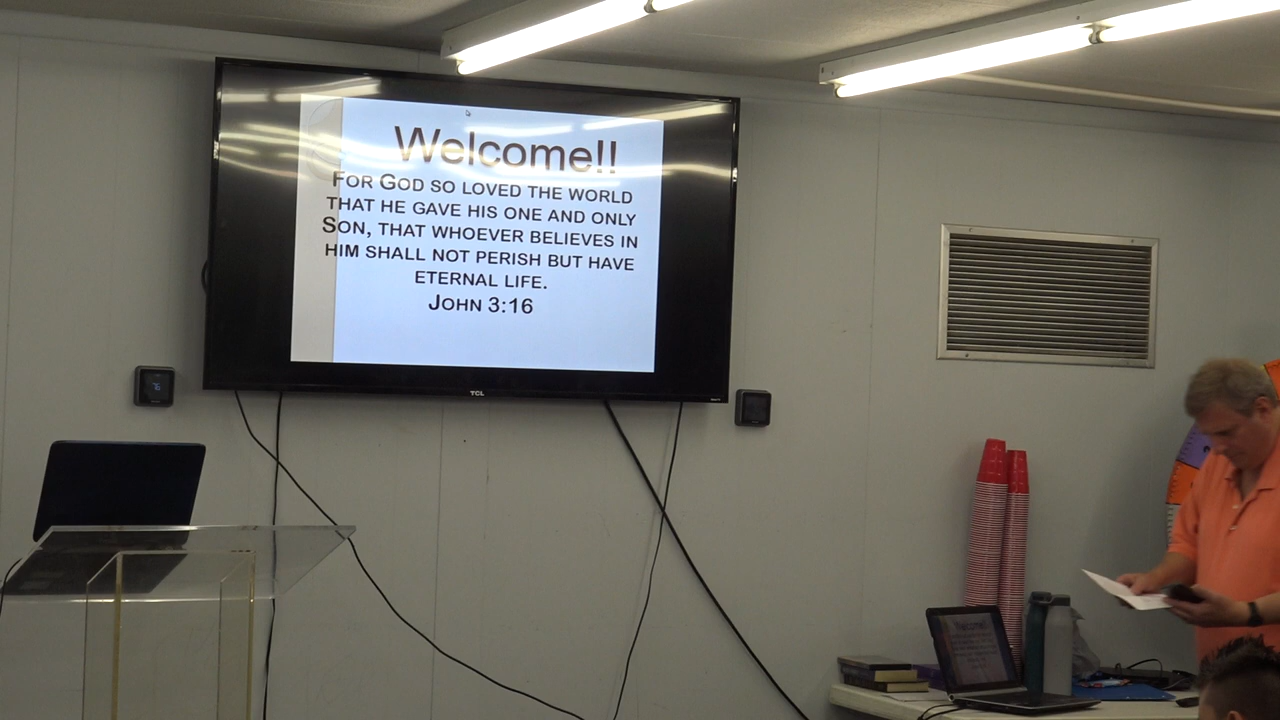 Welcome!!
FOR GOD SO LOVED THE WORLD
THAT HE GAVE HIS ONE AND ONLY
SON, THAT WHOEVER BELIEVES IN
HIM SHALL NOT PERISH BUT HAVE
ETERNAL LIFE.
JOHN 3:16
TCL
Welcome!!